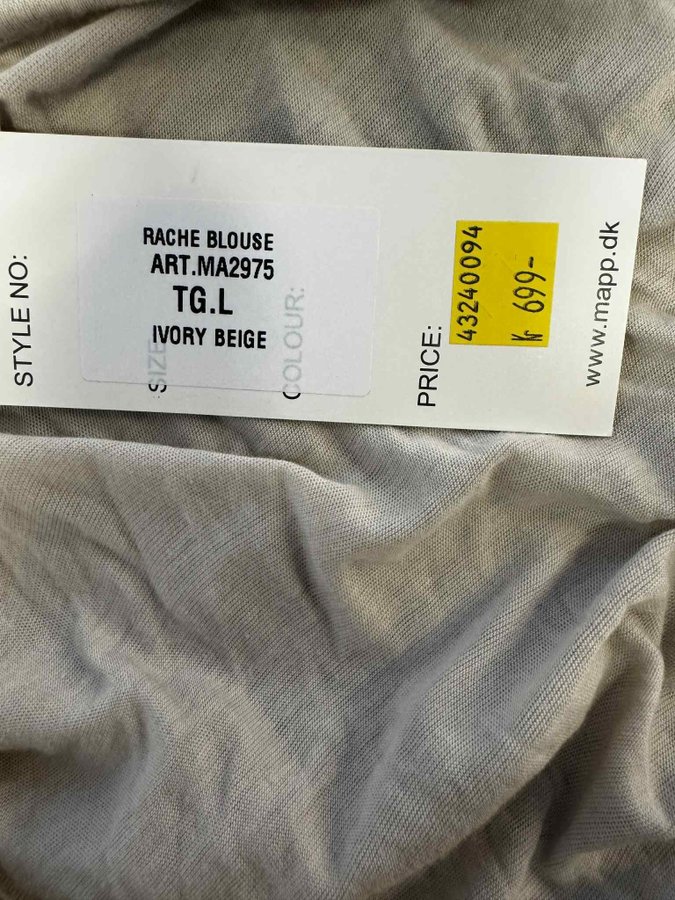 STYLE NO:
RACHE BLOUSE
ART.MA2975
TG.L
IVORY BEIGE
SIZE
COLOUR:
PRICE:
43240094
Kr 699-
www.mapp.dk